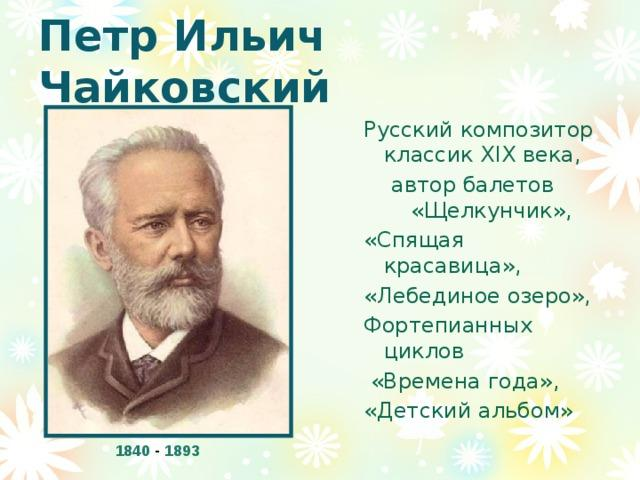 Петр Ильич
Чайковский
Русский композитор
классик XIX века,
автор балетов
«Щелкунчик»,
«Спящая
красавица»,
«Лебединое озеро»,
Фортепианных
циклов
«Времена года»,
«Детский альбом»
1840 - 1893